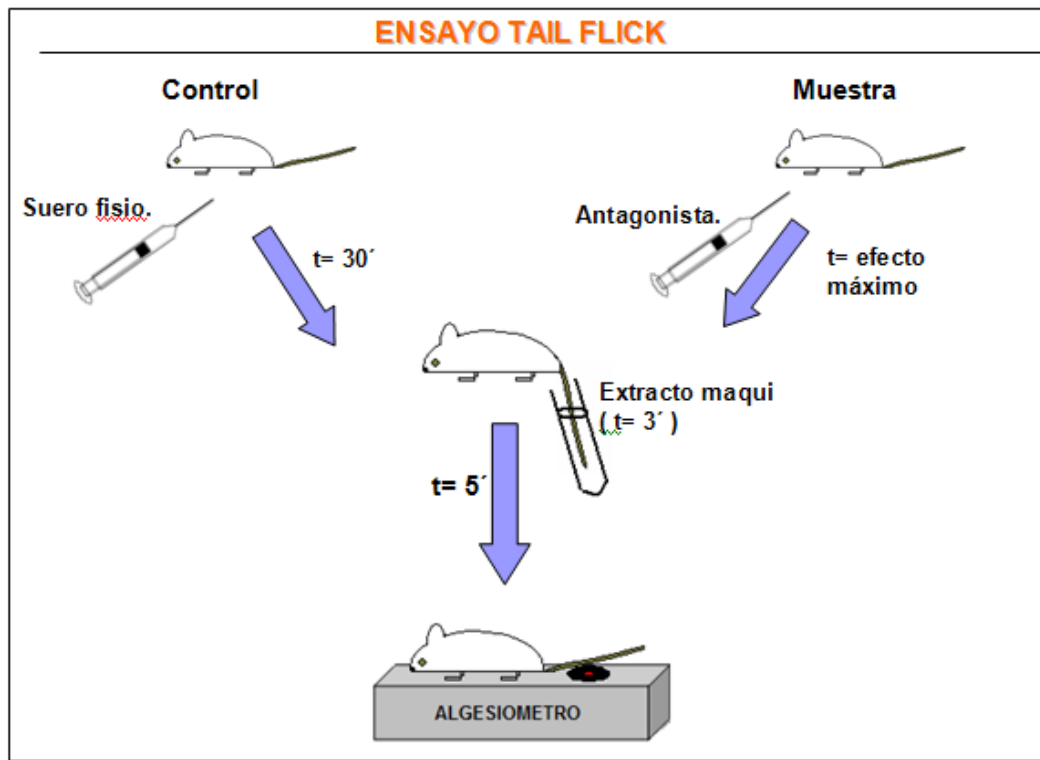 ENSAYO TAIL FLICK
Control
Muestra
Suero fisio.
Antagonista.
t= 30´
t= efecto
máximo
Extracto maqui
( t= 3´ )
t= 5´
ALGESIOMETRO